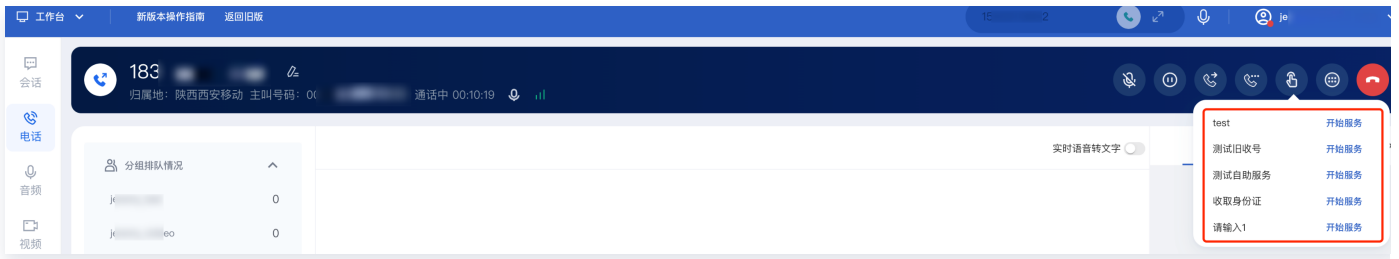 工作台 新版本操作指南 返回旧版 15 2 je
会话
电话
音频
视频
183
归属地：陕西西安移动 主叫号码：00 通话中 00:10:19
实时语音转文字
分组排队情况
j 0
j eo 0
test 开始服务
测试旧收号 开始服务
测试自助服务 开始服务
收取身份证 开始服务
请输入1 开始服务